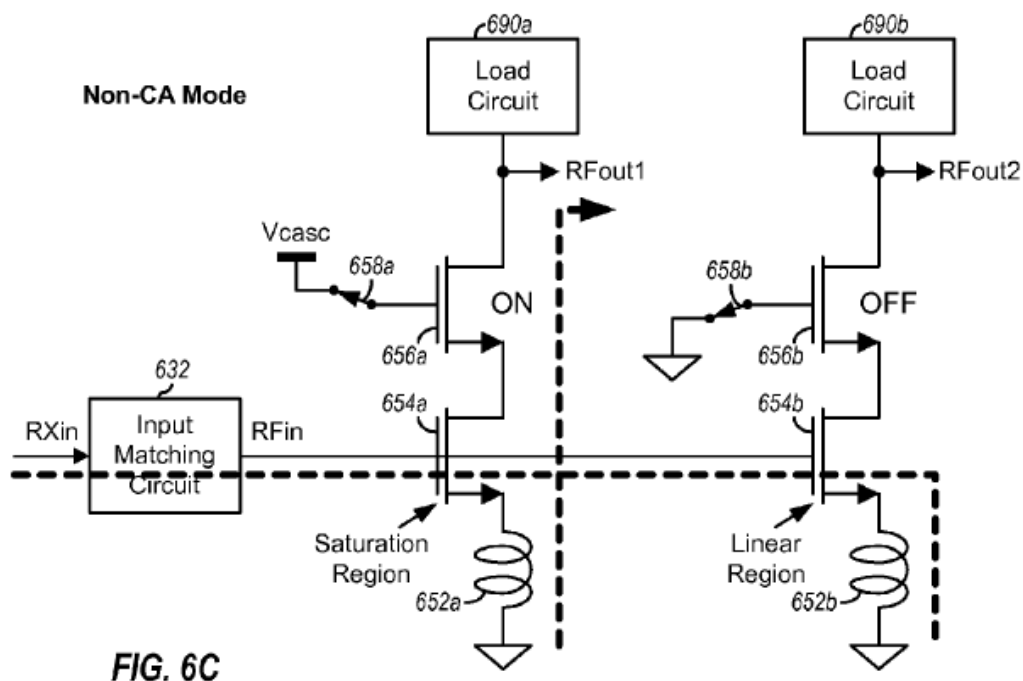 690a
690b
Load
Circuit
Load
Circuit
Non-CA Mode
RFout1
RFout2
Vcasc
658a
658b
ON
OFF
656a
656b
632
654a
654b
RXin
Input
Matching
Circuit
RFin
Saturation
Region
Linear
Region
652a
652b
FIG. 6C